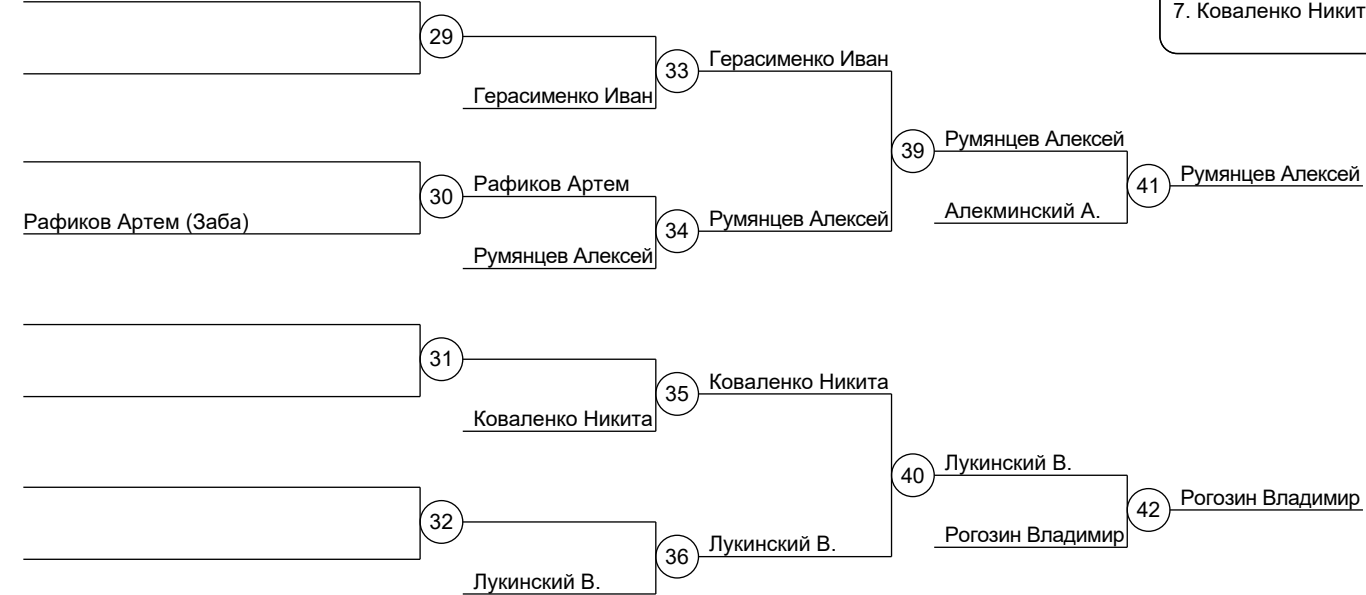 7. Коваленко Никит
29
Герасименко Иван
33
Герасименко Иван
39
Румянцев Алексей
41
Румянцев Алексей
Рафиков Артем (Заба)
30
Рафиков Артем
34
Румянцев Алексей
Румянцев Алексей
Алекминский А.
31
Коваленко Никита
35
Коваленко Никита
40
Лукинский В.
42
Рогозин Владимир
32
Лукинский В.
36
Лукинский В.
Рогозин Владимир